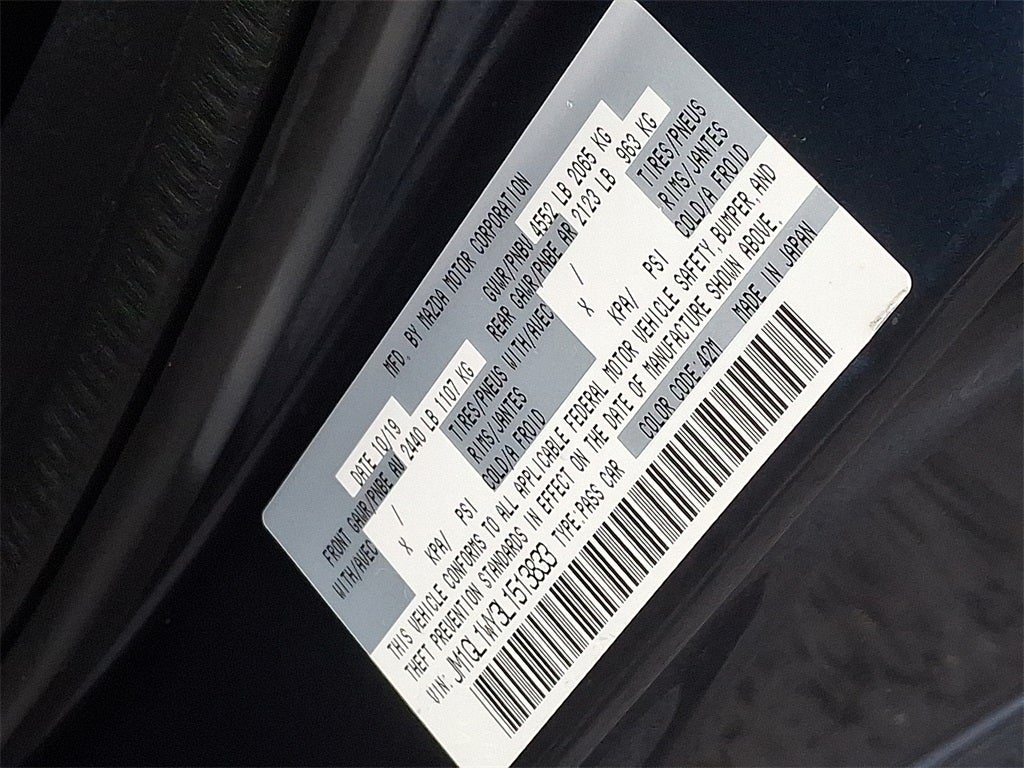 MFD. BY MAZDA MOTOR CORPORATION
DATE 10/19 GVWR/PNBV 4552 LB 2065 KG
FRONT GAWR/PNBE AV 2440 LB 1107 KG REAR GAWR/PNBE AR 2123 LB 963 KG
WITH/AVEC / TIRES/PNEUS WITH/AVEC / TIRES/PNEUS
X RIMS/JANTES X RIMS/JANTES
KPA/ PSI COLD/A FROID KPA/ PSI COLD/A FROID
THIS VEHICLE CONFORMS TO ALL APPLICABLE FEDERAL MOTOR VEHICLE SAFETY, BUMPER, AND
THEFT PREVENTION STANDARDS IN EFFECT ON THE DATE OF MANUFACTURE SHOWN ABOVE.
VIN: JM1GL1WY3L1513833 TYPE:PASS CAR COLOR CODE:42M MADE IN JAPAN